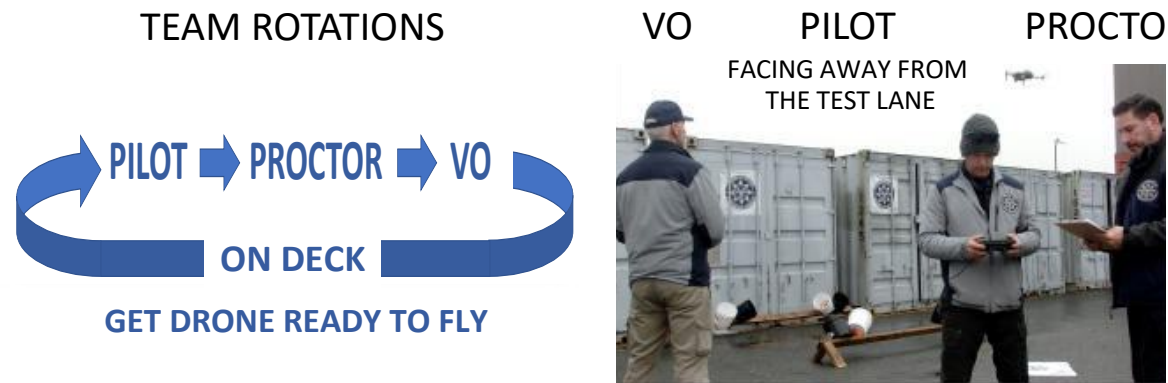 TEAM ROTATIONS
PILOT PROCTOR VO
ON DECK
GET DRONE READY TO FLY
VO PILOT PROCTO
FACING AWAY FROM
THE TEST LANE